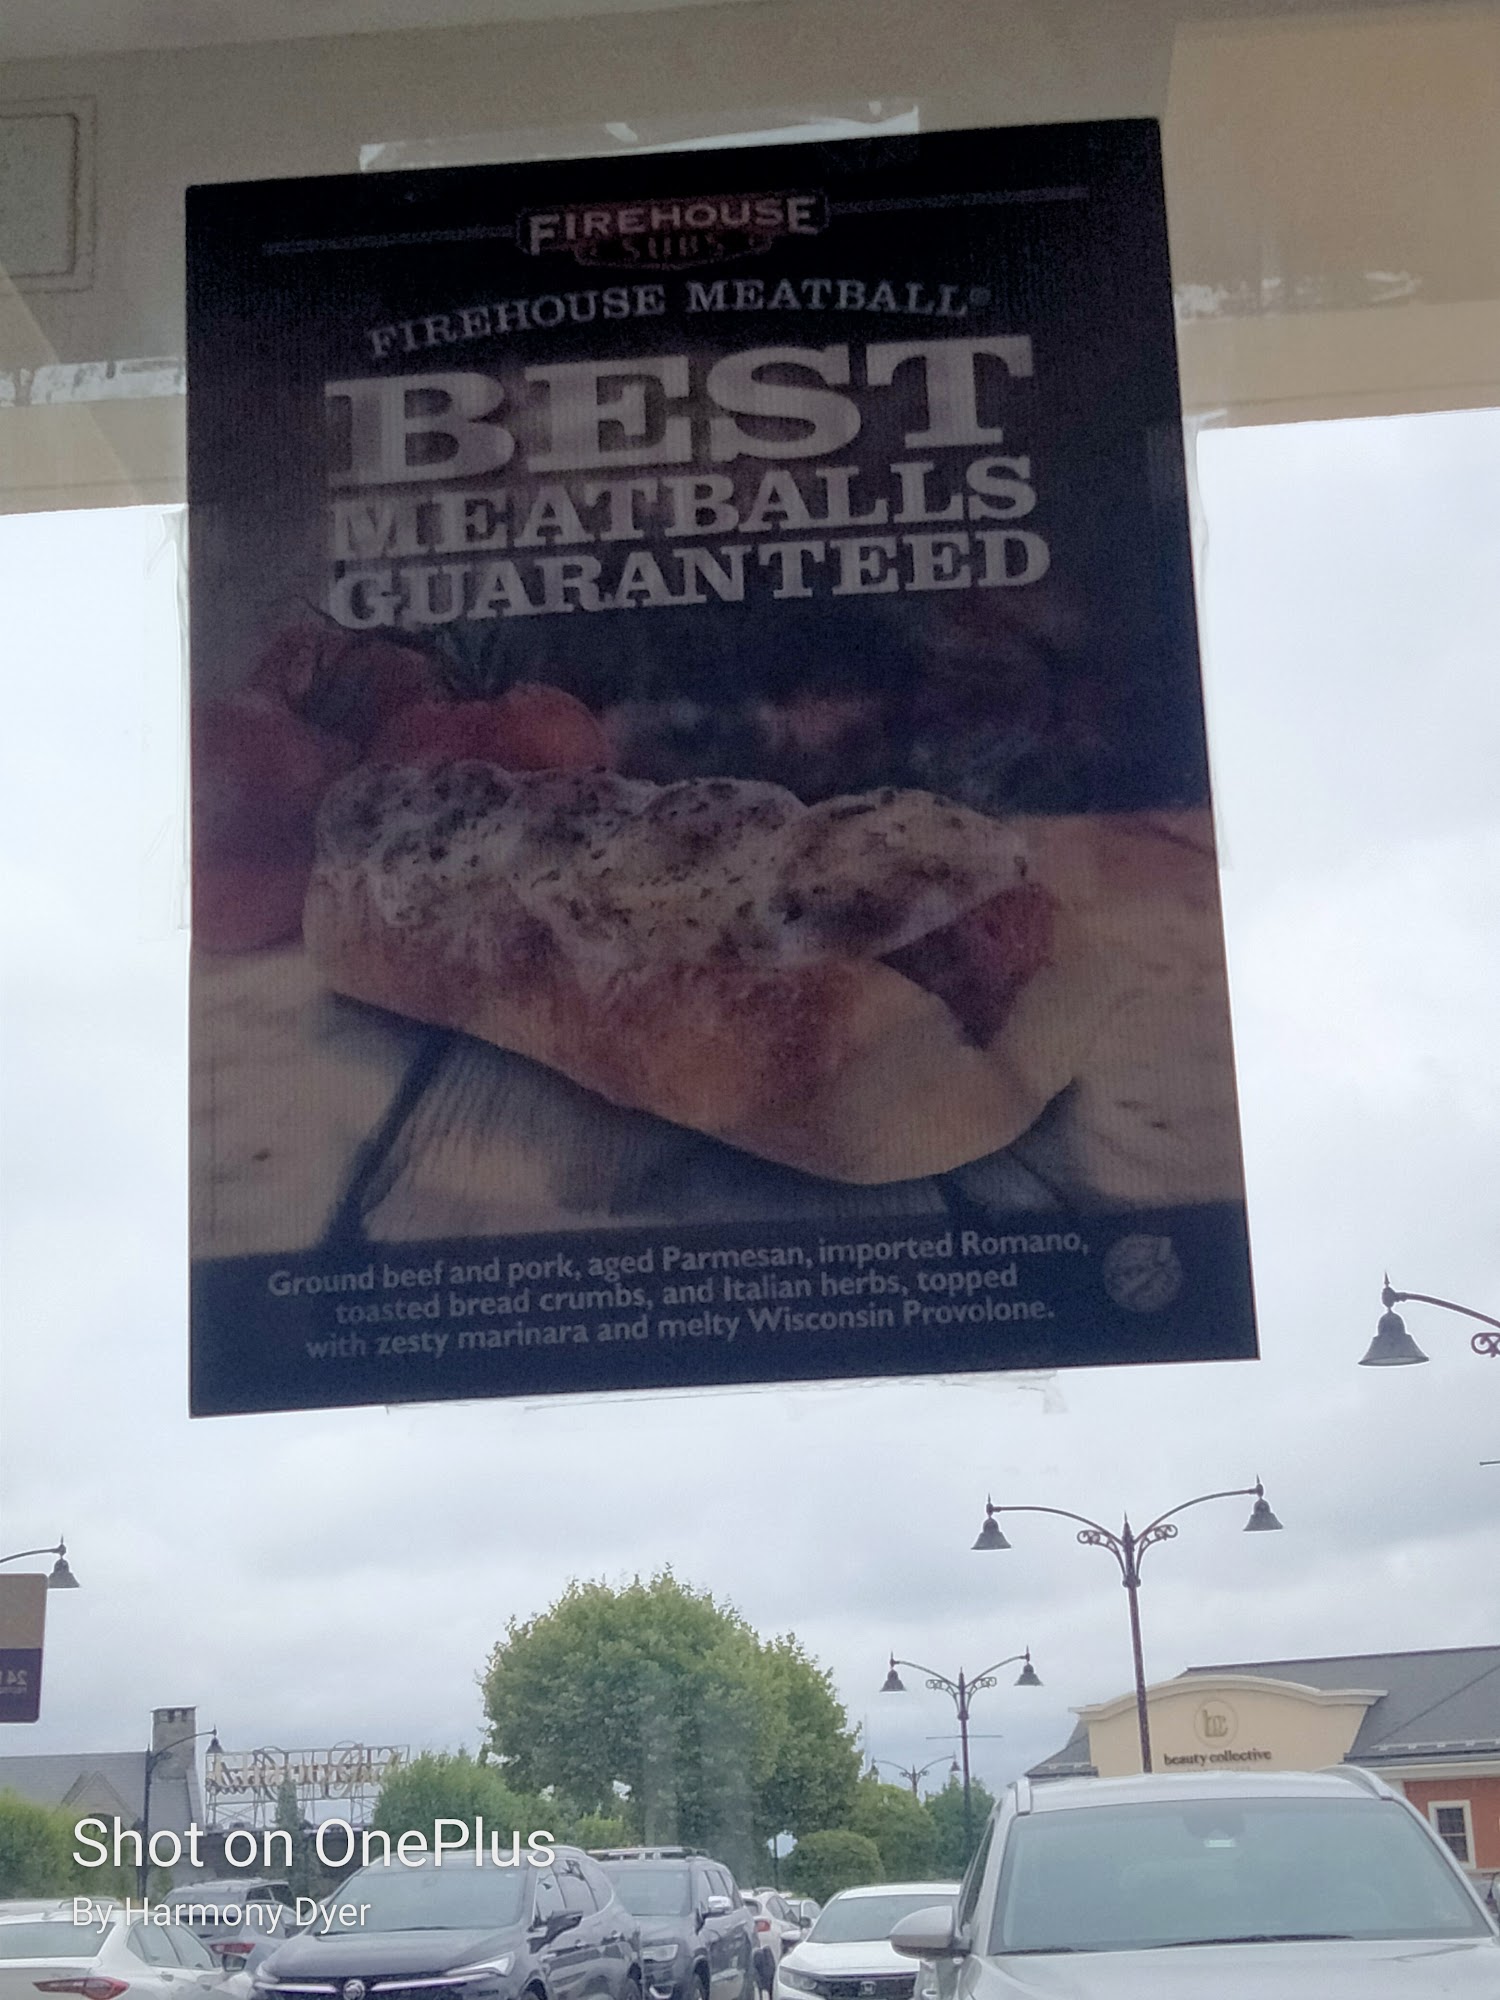 FIREHOUSE
SUBS
FIREHOUSE MEATBALL®
BEST
MEATBALLS
GUARANTEED
Ground beef and pork, aged Parmesan, imported Romano,
toasted bread crumbs, and Italian herbs, topped
with zesty marinara and melty Wisconsin Provolone.
bc
beauty collective
Shot on OnePlus
By Harmony Dyer